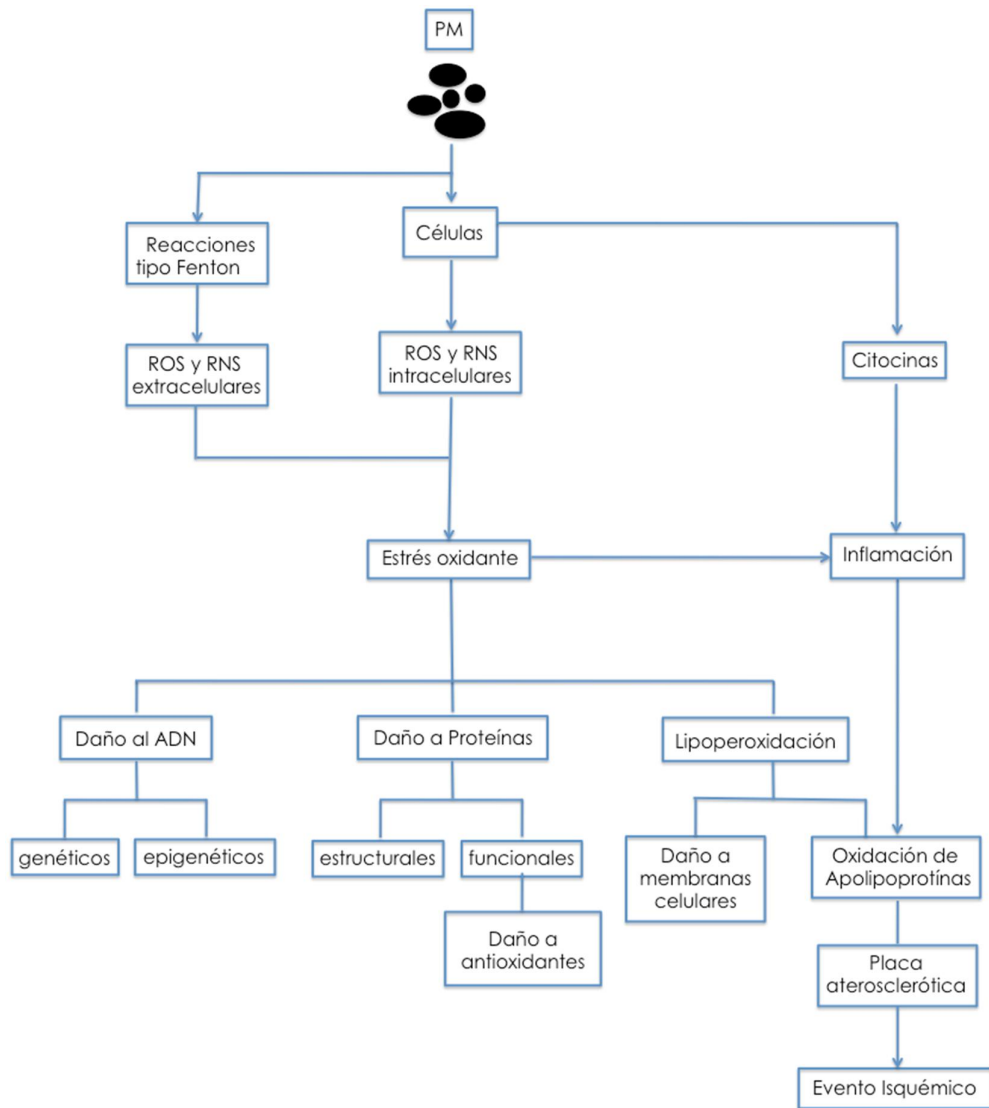 PM
Reacciones
tipo Fenton
Células
ROS y RNS
extracelulares
ROS y RNS
intracelulares
Citocinas
Estrés oxidante
Inflamación
Daño al ADN
Daño a Proteínas
Lipoperoxidación
genéticos
epigenéticos
estructurales
funcionales
Daño a
membranas
celulares
Oxidación de
Apolipoprotínas
Daño a
antioxidantes
Placa
aterosclerótica
Evento Isquémico